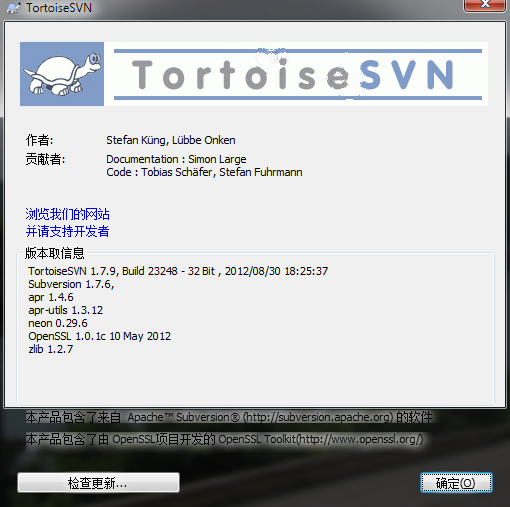 TortoiseSVN
TortoiseSVN
作者: Stefan Küng, Lübbe Onken
贡献者: Documentation : Simon Large
Code : Tobias Schäfer, Stefan Fuhrmann
浏览我们的网站
并请支持开发者
版本取信息
TortoiseSVN 1.7.9, Build 23248 - 32 Bit , 2012/08/30 18:25:37
Subversion 1.7.6,
apr 1.4.6
apr-utils 1.3.12
neon 0.29.6
OpenSSL 1.0.1c 10 May 2012
zlib 1.2.7
本产品包含了来自 Apache™ Subversion® (http://subversion.apache.org) 的软件
本产品包含了由 OpenSSL项目开发的 OpenSSL Toolkit(http://www.openssl.org/)
检查更新... 确定(O)